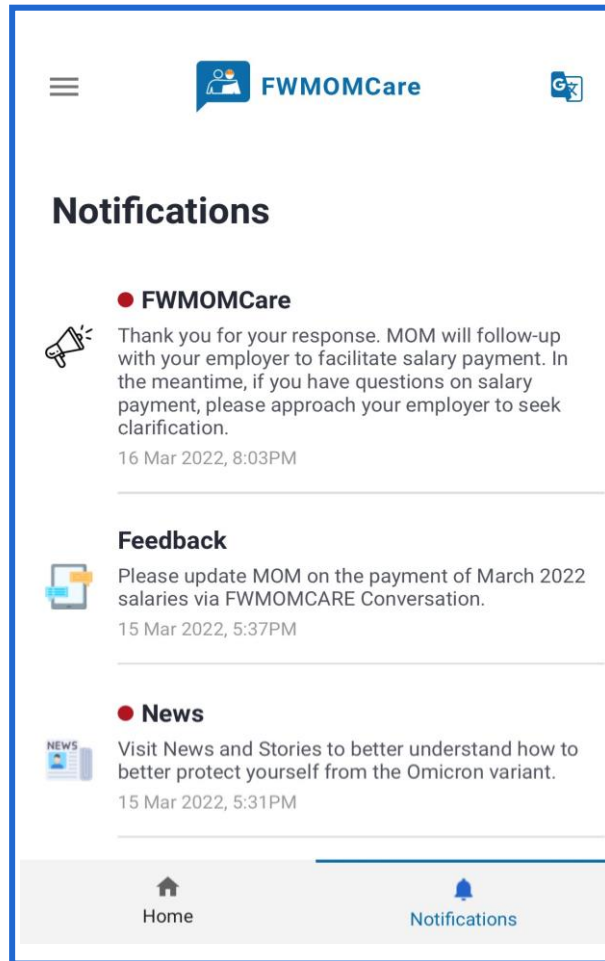 FWMOMCare
G文
Notifications
FWMOMCare
Thank you for your response. MOM will follow-up
with your employer to facilitate salary payment. In
the meantime, if you have questions on salary
payment, please approach your employer to seek
clarification.
16 Mar 2022, 8:03PM
Feedback
Please update MOM on the payment of March 2022
salaries via FWMOMCARE Conversation.
15 Mar 2022, 5:37PM
News
NEWS
Visit News and Stories to better understand how to
better protect yourself from the Omicron variant.
15 Mar 2022, 5:31PM
Home
Notifications